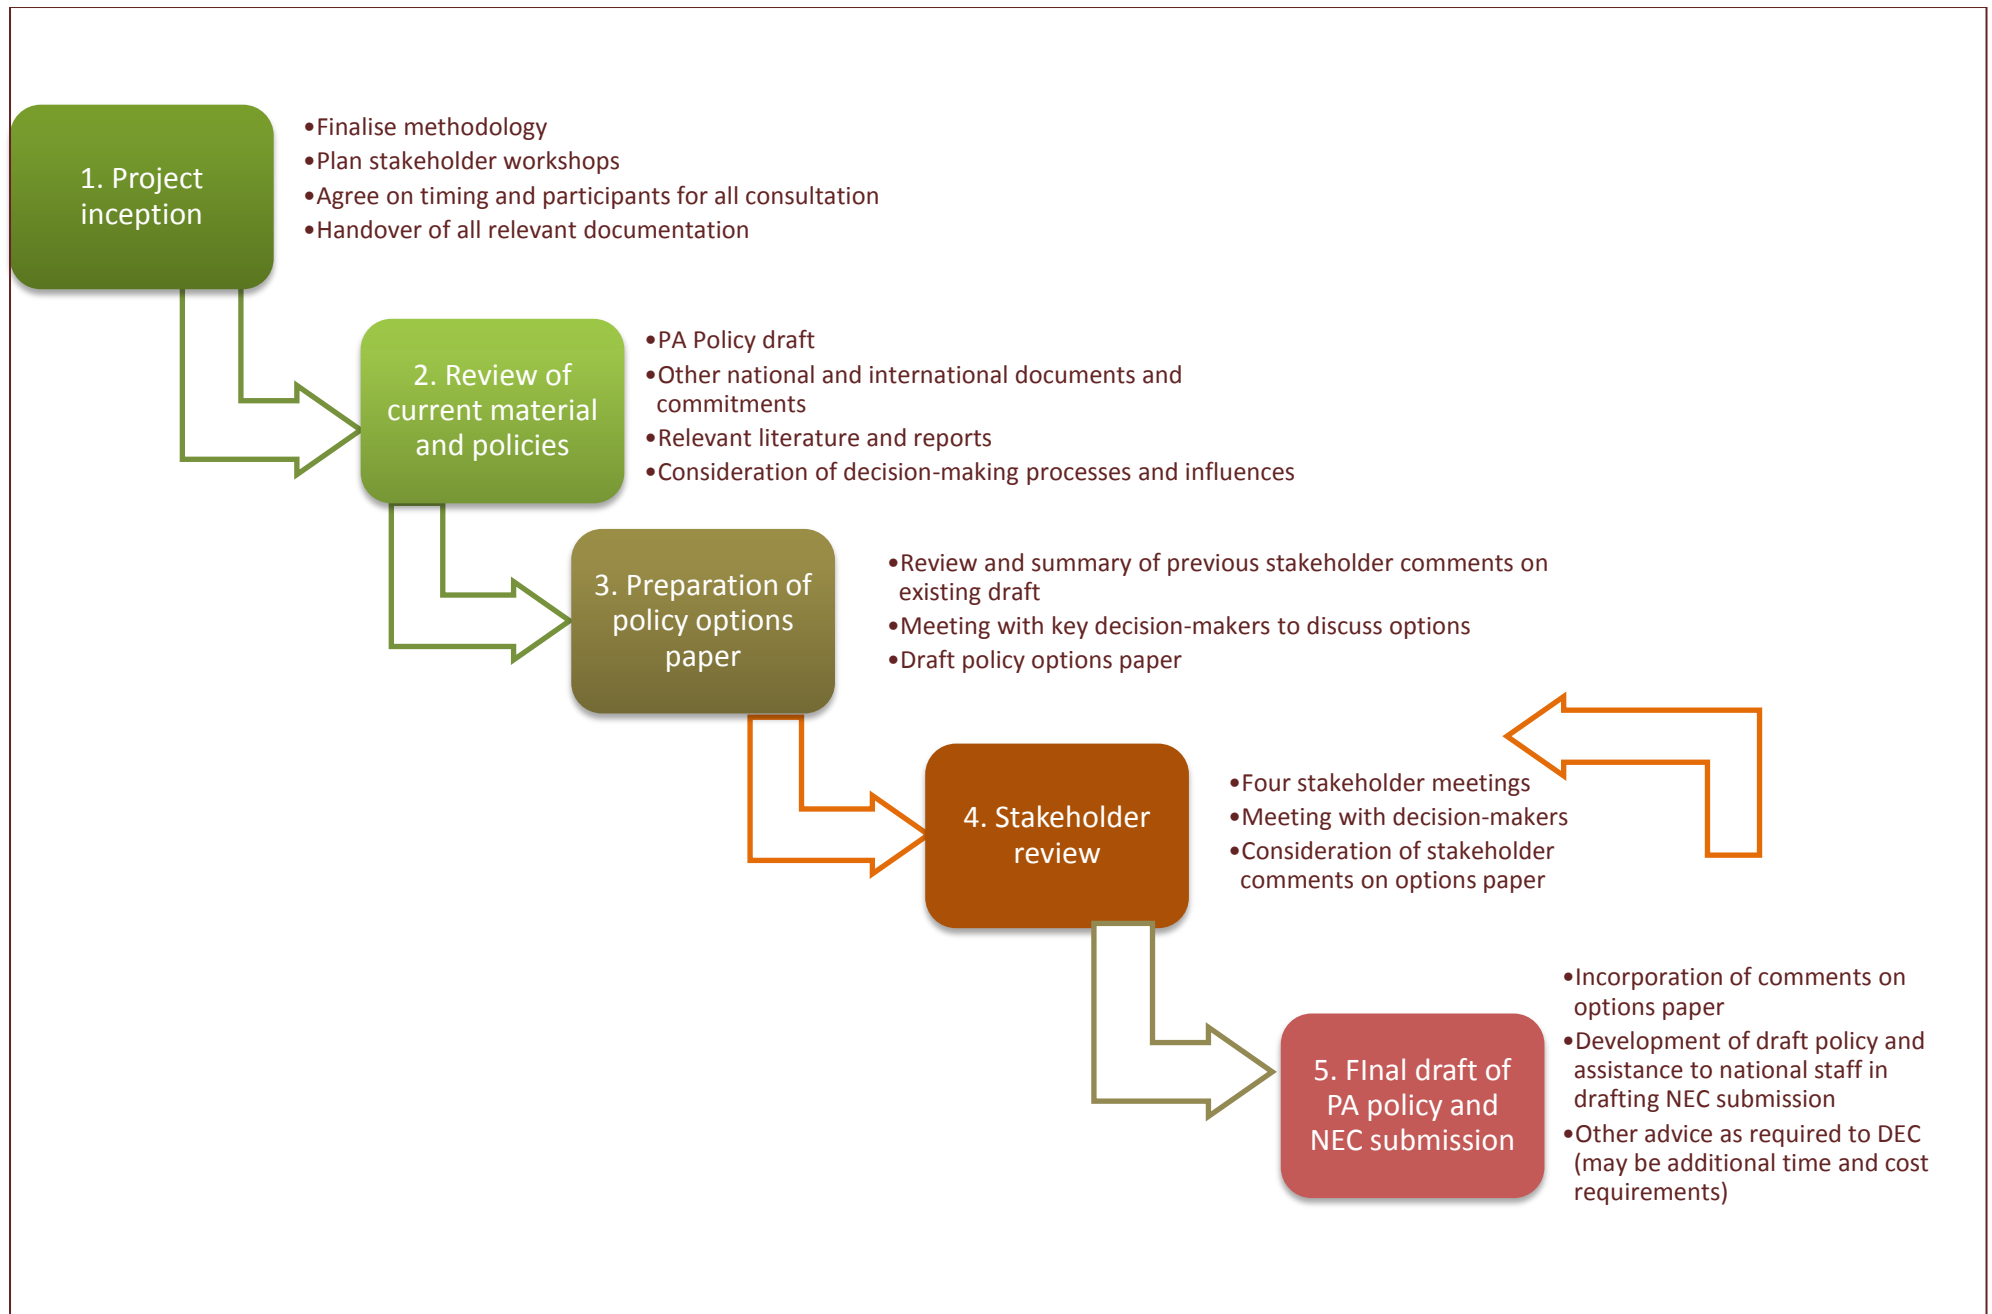 1. Project
inception
•Finalise methodology
•Plan stakeholder workshops
•Agree on timing and participants for all consultation
•Handover of all relevant documentation
2. Review of
current material
and policies
•PA Policy draft
•Other national and international documents and
commitments
•Relevant literature and reports
•Consideration of decision-making processes and influences
3. Preparation of
policy options
paper
•Review and summary of previous stakeholder comments on
existing draft
•Meeting with key decision-makers to discuss options
•Draft policy options paper
4. Stakeholder
review
•Four stakeholder meetings
•Meeting with decision-makers
•Consideration of stakeholder
comments on options paper
5. FInal draft of
PA policy and
NEC submission
•Incorporation of comments on
options paper
•Development of draft policy and
assistance to national staff in
drafting NEC submission
•Other advice as required to DEC
(may be additional time and cost
requirements)